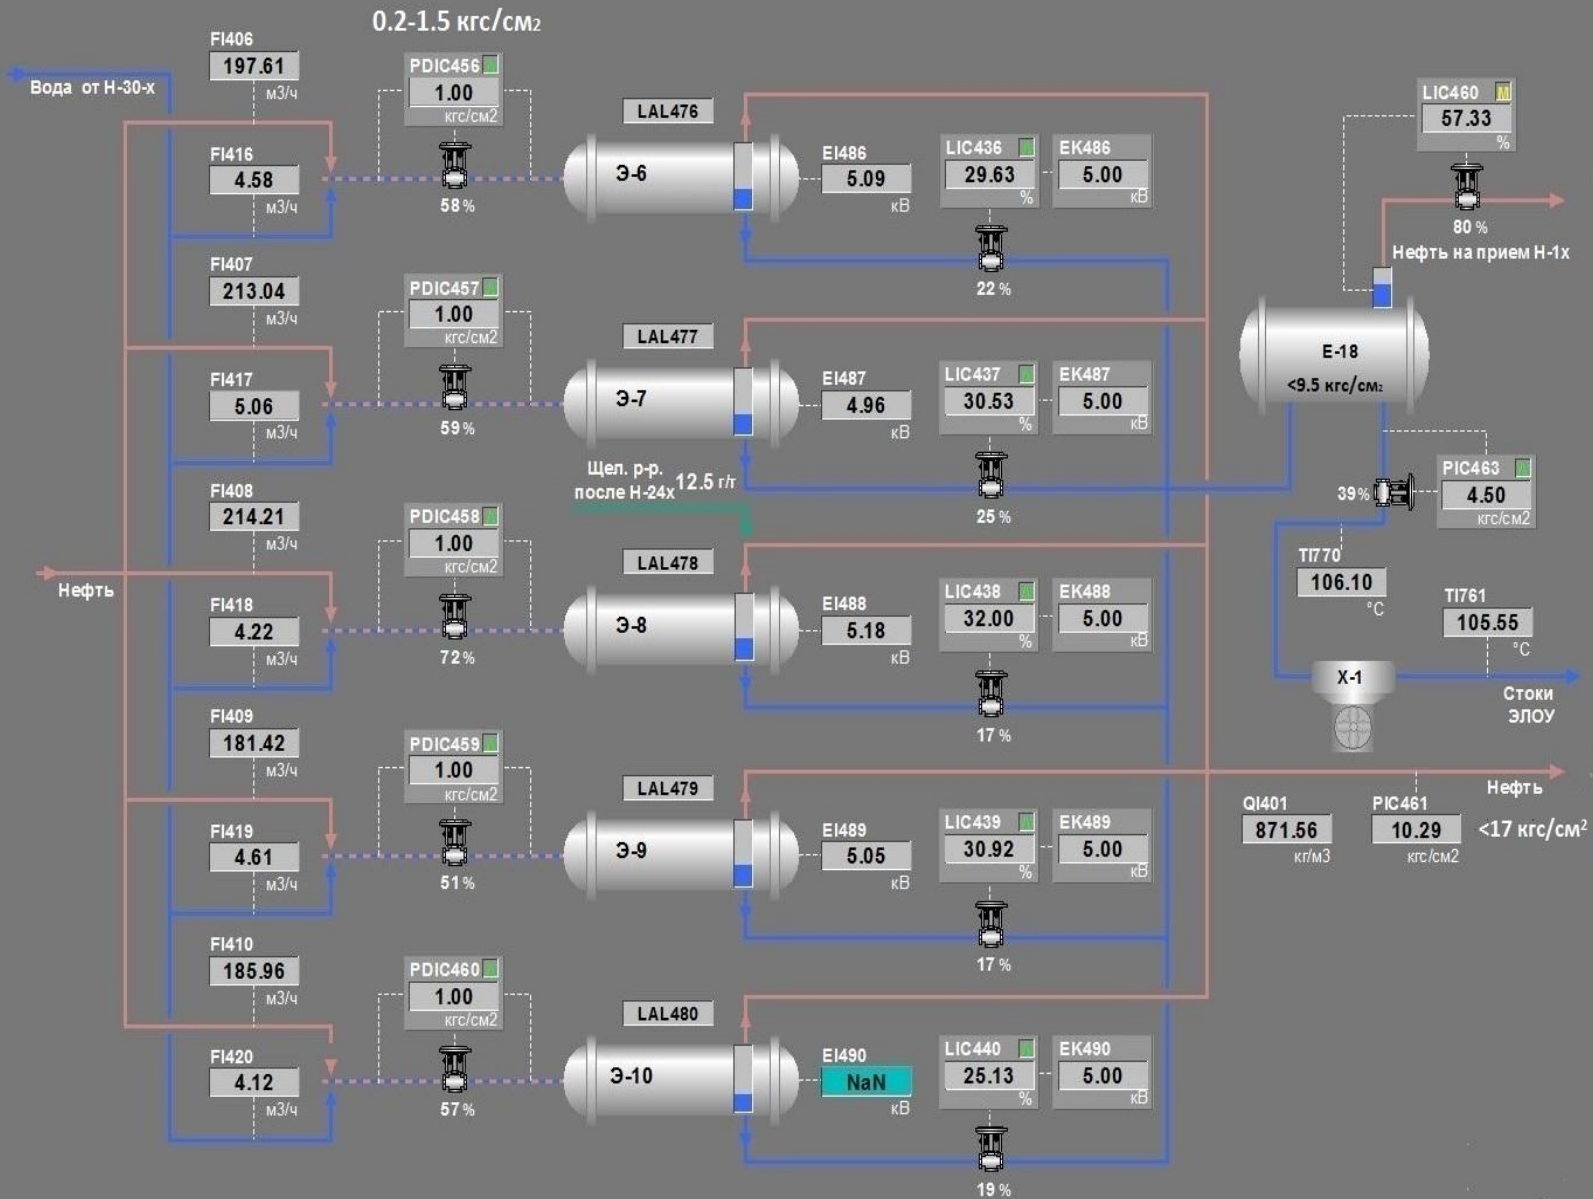 0.2-1.5 кгс/см2
FI406
197.61
м3/ч
Вода от Н-30-х
PDIC456
1.00
кгс/см2
58 %
FI416
4.58
м3/ч
LAL476
Э-6
EI486
5.09
кВ
LIC436
29.63
%
22 %
EK486
5.00
кВ
LIC460 M
57.33
%
80 %
Нефть на прием Н-1х
FI407
213.04
м3/ч
PDIC457
1.00
кгс/см2
59 %
FI417
5.06
м3/ч
LAL477
Э-7
EI487
4.96
кВ
LIC437
30.53
%
25 %
EK487
5.00
кВ
E-18
<9.5 кгс/см2
Щел. р-р.
после Н-24х 12.5 г/т
PIC463
4.50
кгс/см2
39%
FI408
214.21
м3/ч
Нефть
PDIC458
1.00
кгс/см2
72 %
FI418
4.22
м3/ч
LAL478
Э-8
EI488
5.18
кВ
LIC438
32.00
%
17 %
EK488
5.00
кВ
TI770
106.10
°C
TI761
105.55
°C
X-1
Стоки
ЭЛОУ
FI409
181.42
м3/ч
PDIC459
1.00
кгс/см2
51 %
FI419
4.61
м3/ч
LAL479
Э-9
EI489
5.05
кВ
LIC439
30.92
%
17 %
EK489
5.00
кВ
Нефть
QI401
871.56
кг/м3
PIC461
10.29
кгс/см2
<17 кгс/см2
FI410
185.96
м3/ч
PDIC460
1.00
кгс/см2
57 %
FI420
4.12
м3/ч
LAL480
Э-10
EI490
NaN
кВ
LIC440
25.13
%
19 %
EK490
5.00
кВ